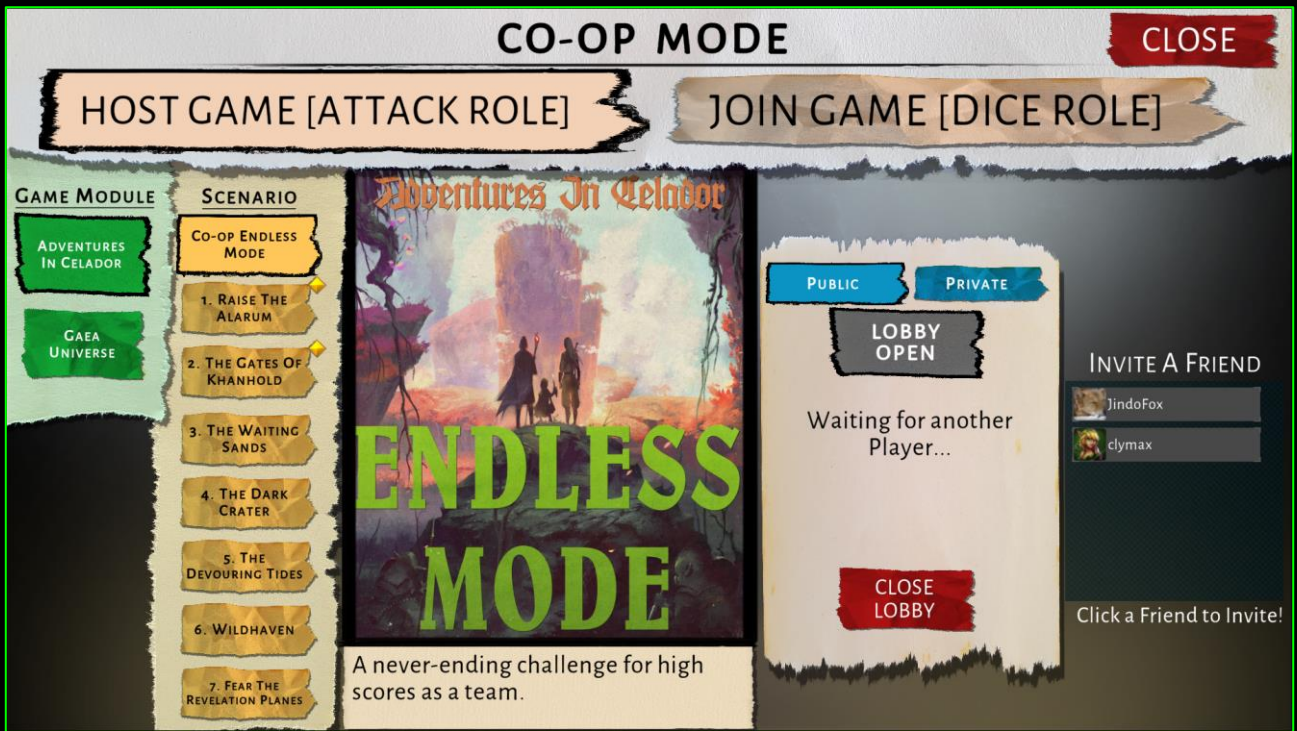 CO-OP MODE
CLOSE
HOST GAME [ATTACK ROLE]
JOIN GAME [DICE ROLE]
GAME MODULE
ADVENTURES
IN CELADOR
GAEA
UNIVERSE
SCENARIO
CO-OP ENDLESS
MODE
1. RAISE THE
ALARUM
2. THE GATES OF
KHANHOLD
3. THE WAITING
SANDS
4. THE DARK
CRATER
5. THE
DEVOURING TIDES
6. WILDHAVEN
7. FEAR THE
REVELATION PLANES
Adventures In Celador
ENDLESS
MODE
A never-ending challenge for high
scores as a team.
PUBLIC
PRIVATE
LOBBY
OPEN
Waiting for another
Player...
CLOSE
LOBBY
INVITE A FRIEND
JindoFox
clymax
Click a Friend to Invite!